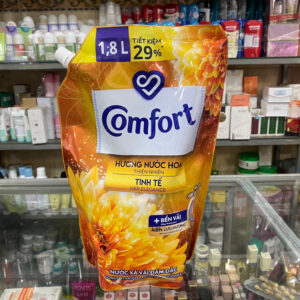 1,8 L
TIẾT KIỆM
29%
Comfort
HƯƠNG NƯỚC HOA
THIÊN NHIÊN
TINH TẾ
+ BỀN VẢI
NƯỚC XẢ VẢI ĐẬM ĐẶC